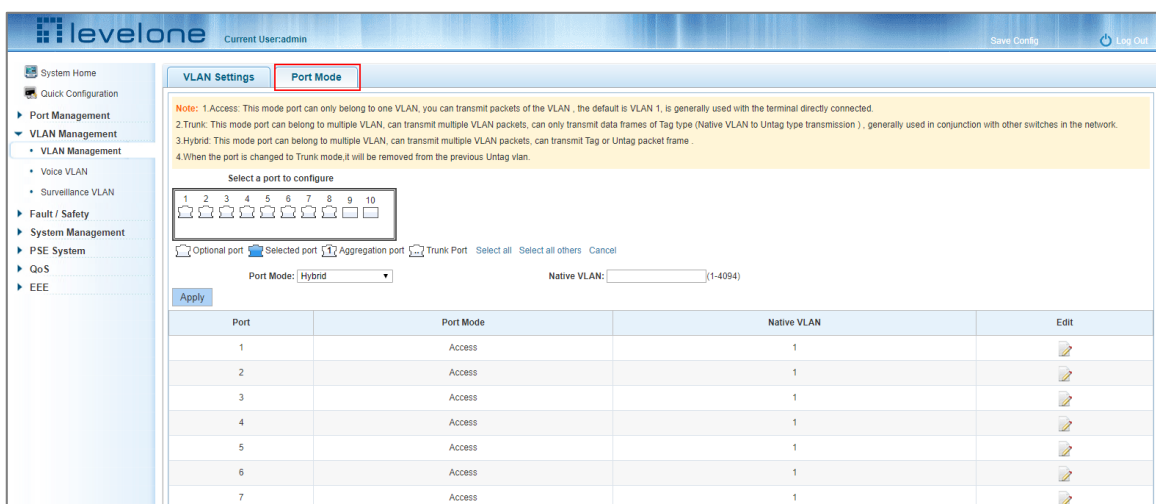 levelone Current User:admin Save Config Log Out
System Home
Quick Configuration
Port Management
VLAN Management
VLAN Management
Voice VLAN
Surveillance VLAN
Fault / Safety
System Management
PSE System
QoS
EEE
VLAN Settings Port Mode
Note: 1.Access: This mode port can only belong to one VLAN, you can transmit packets of the VLAN , the default is VLAN 1, is generally used with the terminal directly connected.
2.Trunk: This mode port can belong to multiple VLAN, can transmit multiple VLAN packets, can only transmit data frames of Tag type (Native VLAN to Untag type transmission ) , generally used in conjunction with other switches in the network.
3.Hybrid: This mode port can belong to multiple VLAN, can transmit multiple VLAN packets, can transmit Tag or Untag packet frame .
4.When the port is changed to Trunk mode,it will be removed from the previous Untag vlan.
Select a port to configure
1 2 3 4 5 6 7 8 9 10
Optional port Selected port 1 Aggregation port ... Trunk Port Select all Select all others Cancel
Port Mode: Hybrid Native VLAN: (1-4094)
Apply
Port Port Mode Native VLAN Edit
1 Access 1
2 Access 1
3 Access 1
4 Access 1
5 Access 1
6 Access 1
7 Access 1